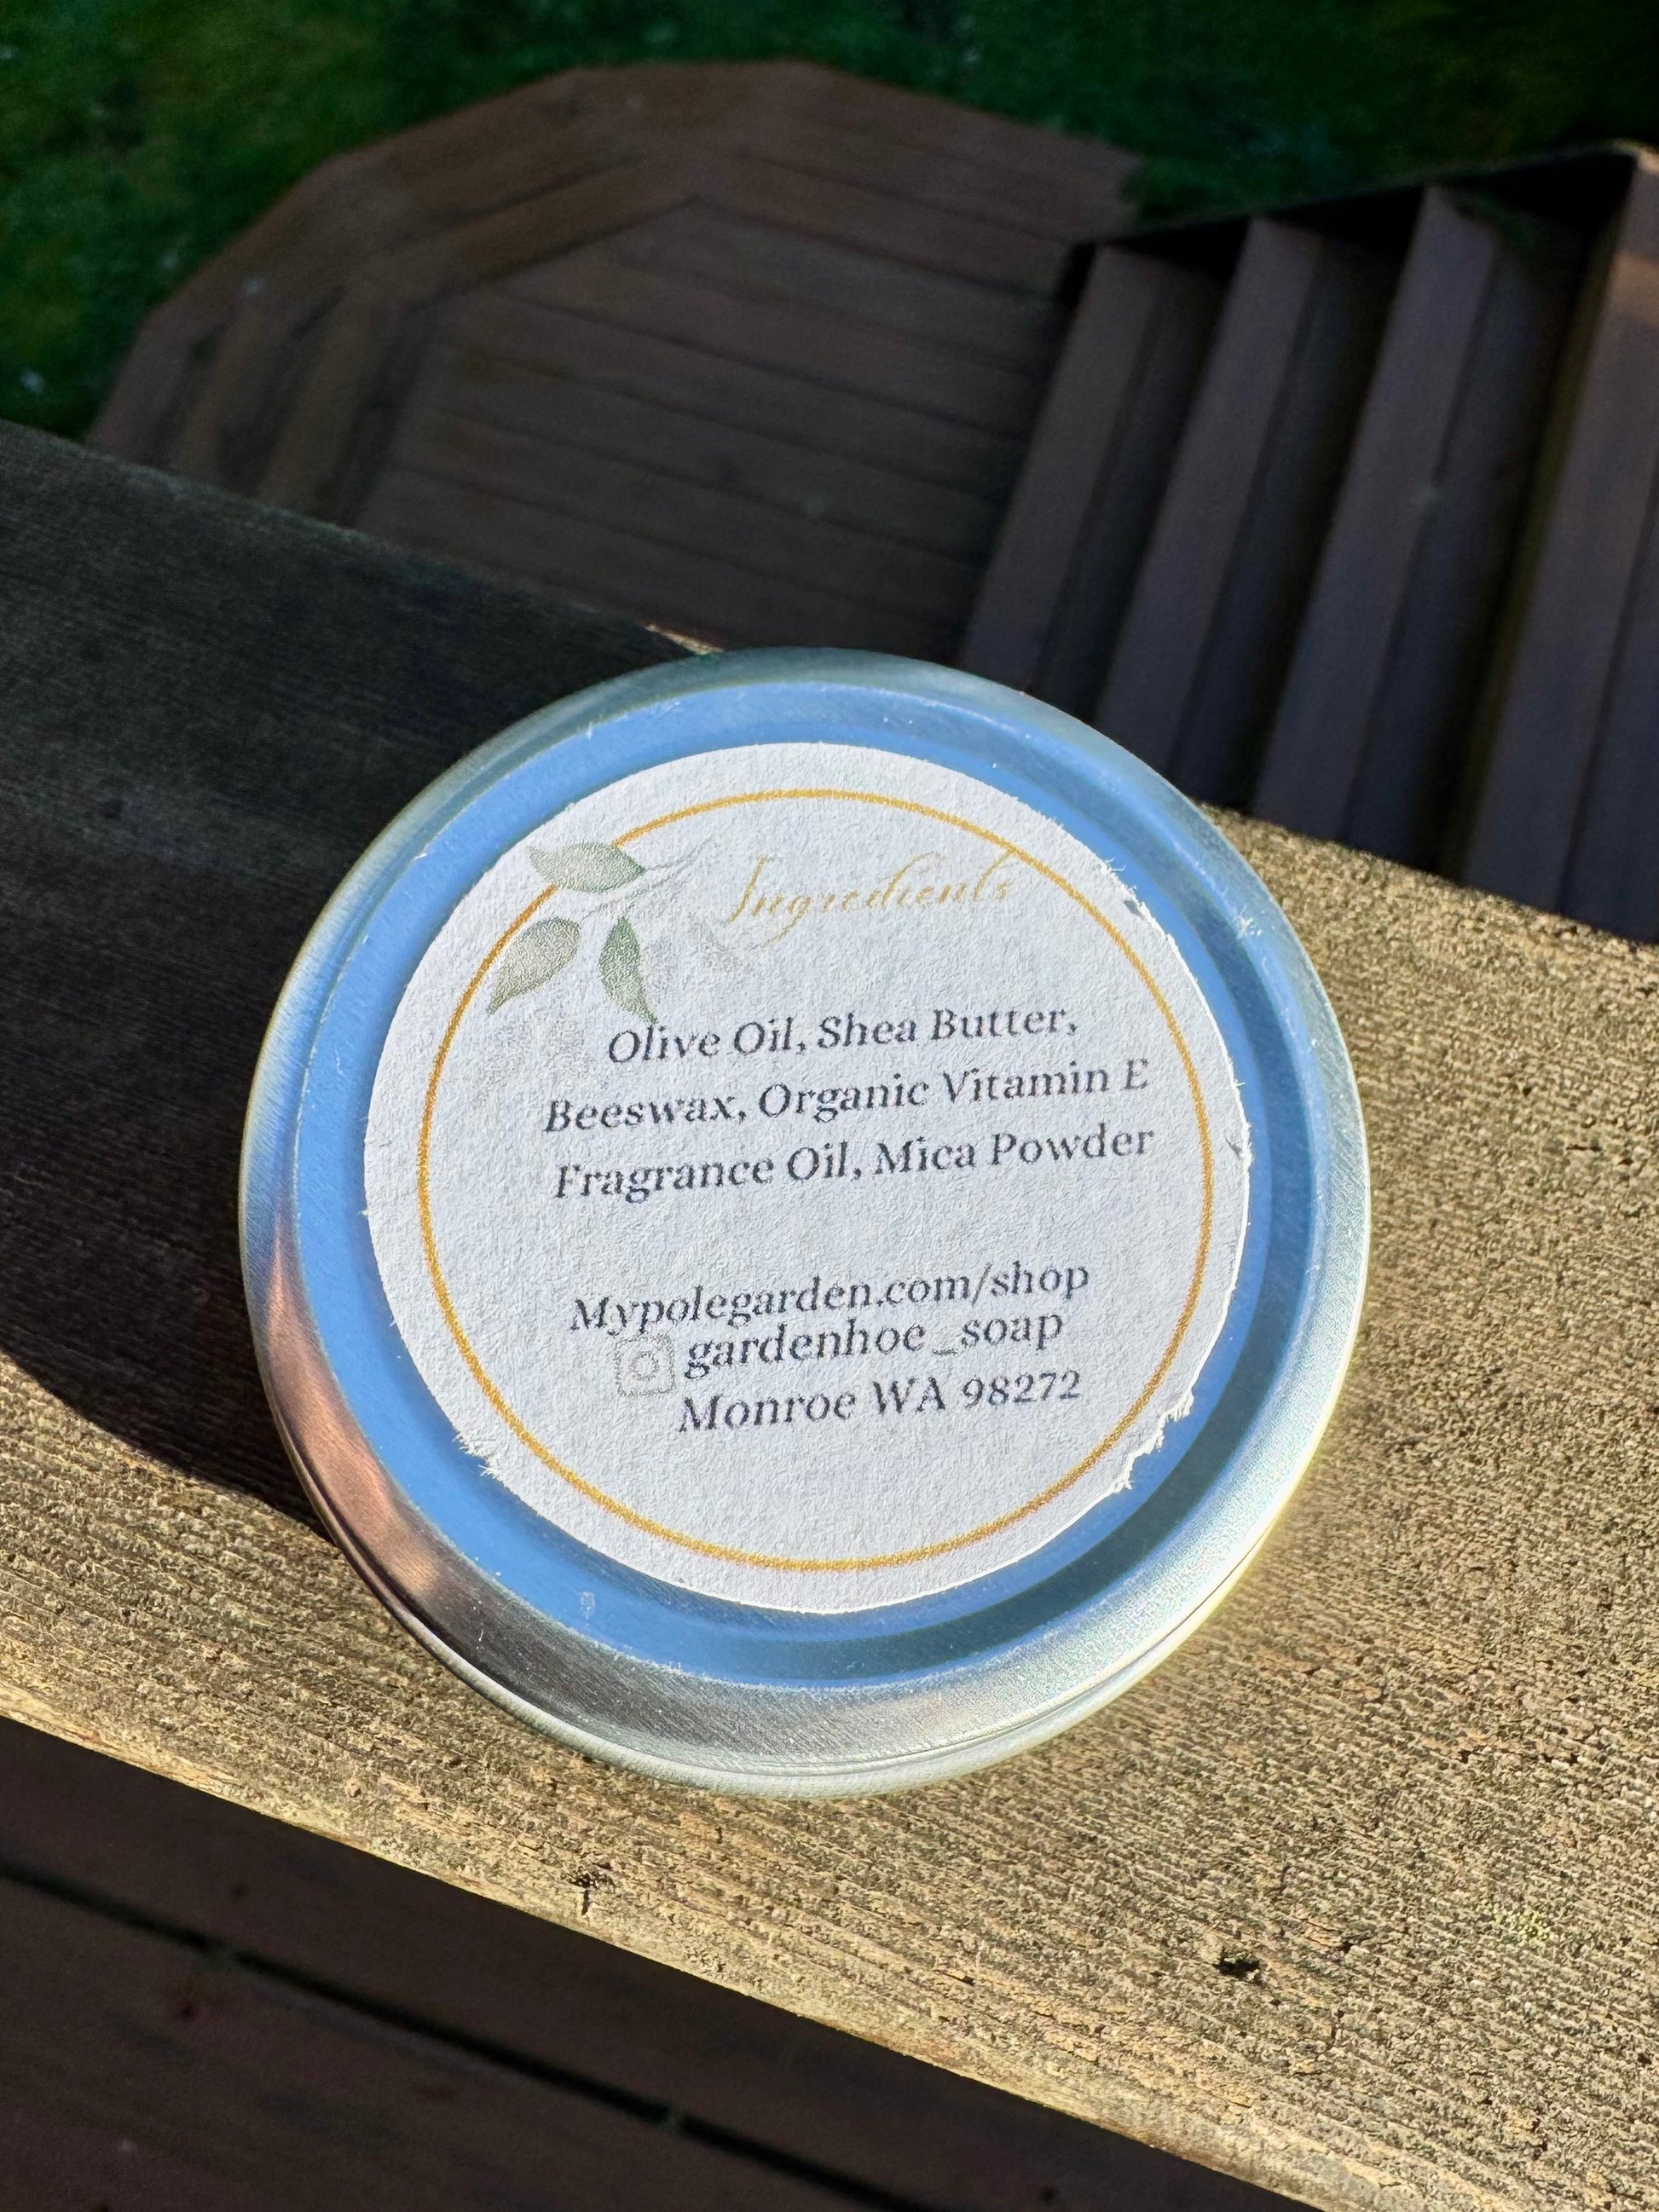 Ingredients
Olive Oil, Shea Butter,
Beeswax, Organic Vitamin E
Fragrance Oil, Mica Powder
Mypolegarden.com/shop
gardenhoe_soap
Monroe WA 98272